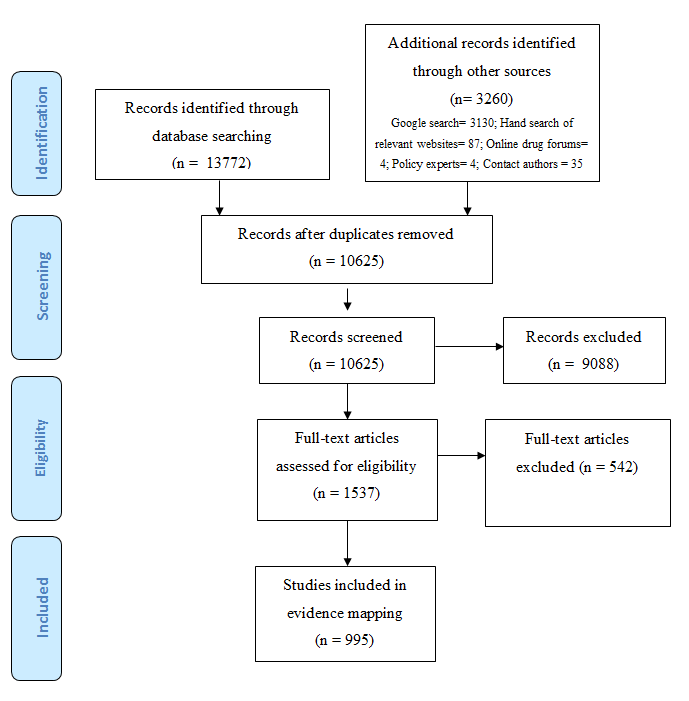 Identification
Records identified through
database searching
(n =  13772)
Additional records identified
through other sources
(n= 3260)
Google search= 3130; Hand search of
relevant websites= 87; Online drug forums=
4; Policy experts= 4; Contact authors = 35
Screening
Records after duplicates removed
(n = 10625)
Records screened
(n = 10625)
Records excluded
(n =  9088)
Eligibility
Full-text articles
assessed for eligibility
(n = 1537)
Full-text articles
excluded (n = 542)
Included
Studies included in
evidence mapping
(n = 995)